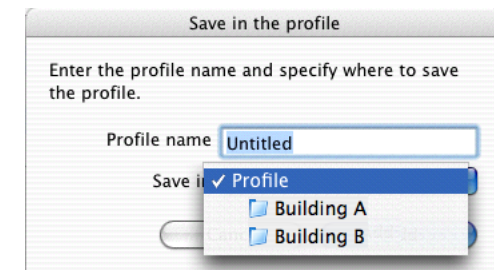 Save in the profile
Enter the profile name and specify where to save
the profile.
Profile name Untitled
Save i ✓ Profile
Building A
Building B